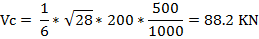 Vc = 1/6 * √28 * 200 * 500/1000 = 88.2 KN